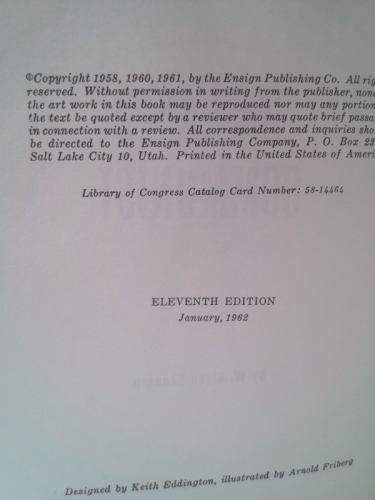 ©Copyright 1958, 1960, 1961, by the Ensign Publishing Co. All
reserved. Without permission in writing from the publisher,
the art work in this book may be reproduced nor may any portion
the text be quoted except by a reviewer who may quote brief
in connection with a review. All correspondence and inquiries
be directed to the Ensign Publishing Company, P. O. Box
Salt Lake City 10, Utah. Printed in the United States of
Library of Congress Catalog Card Number: 58-14464
ELEVENTH EDITION
January, 1962
Designed by Keith Eddington, illustrated by Arnold Friberg